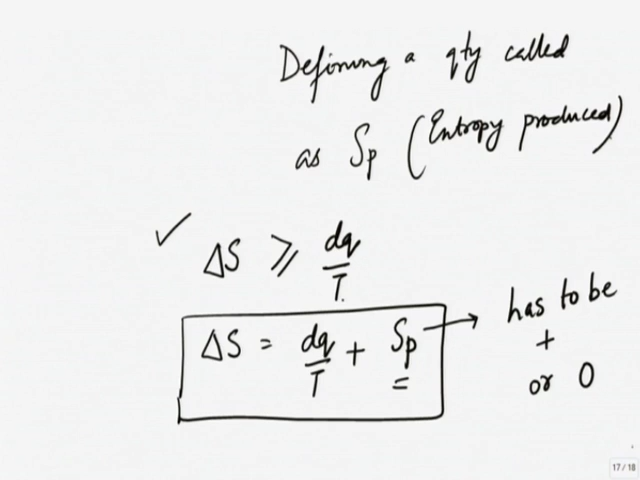 Defining a qty called
as Sp (Entropy produced)
✓ ΔS ≥ dq/T
ΔS = dq/T + Sp → has to be
+
or 0
17/18